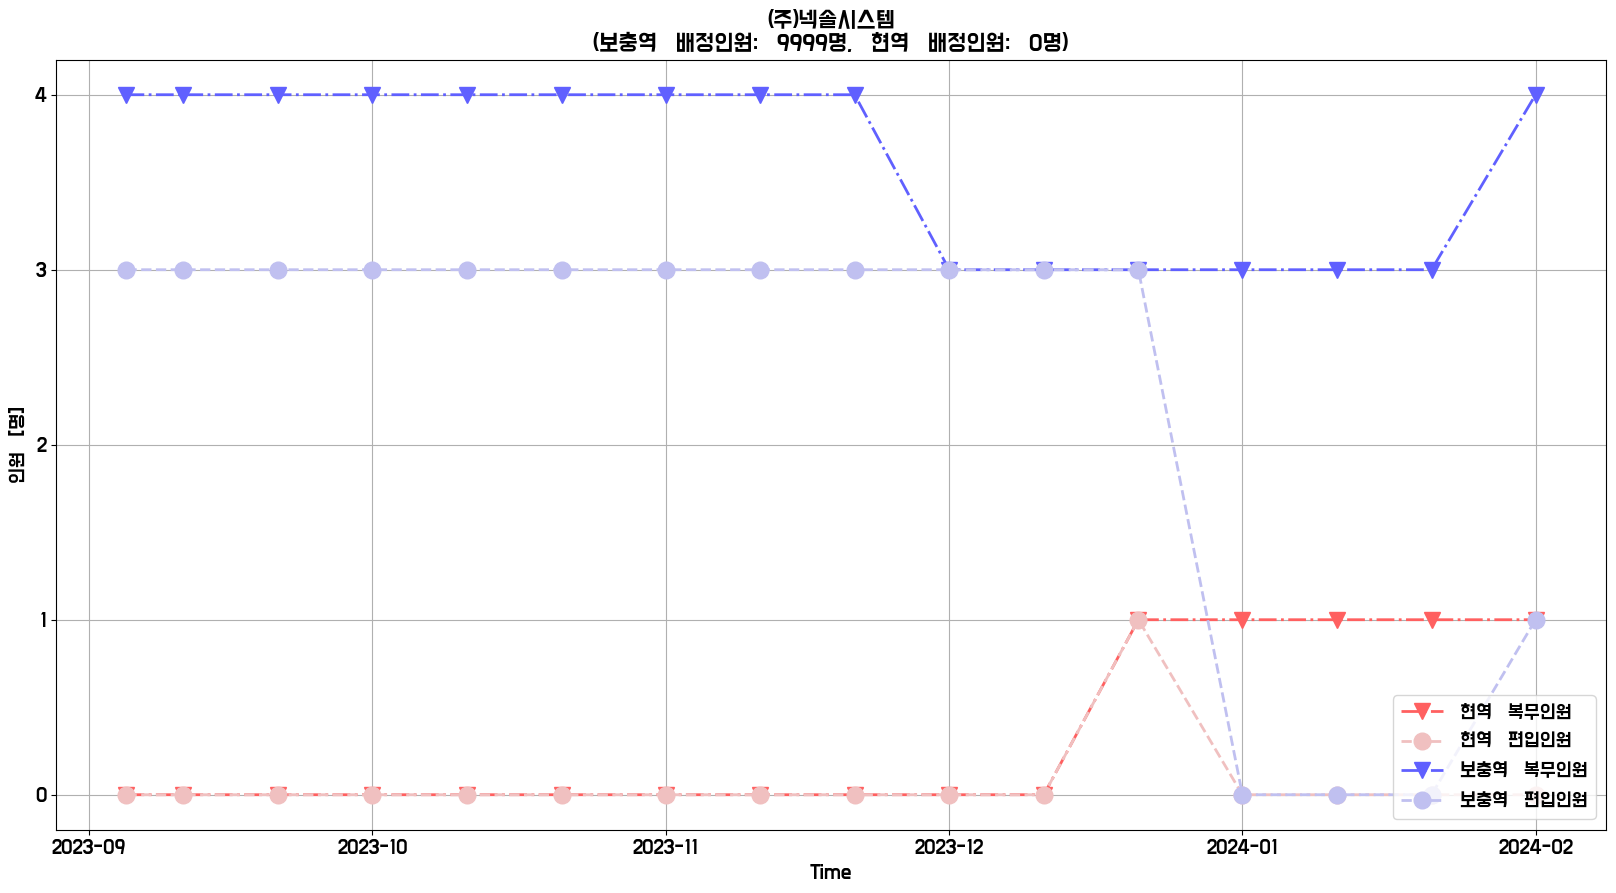 (주)넥솔시스템
(보충역 배정인원: 9999명, 현역 배정인원: 0명)
인원 [명]
4
3
2
1
0
2023-09
2023-10
2023-11
2023-12
2024-01
2024-02
Time
현역 복무인원
현역 편입인원
보충역 복무인원
보충역 편입인원